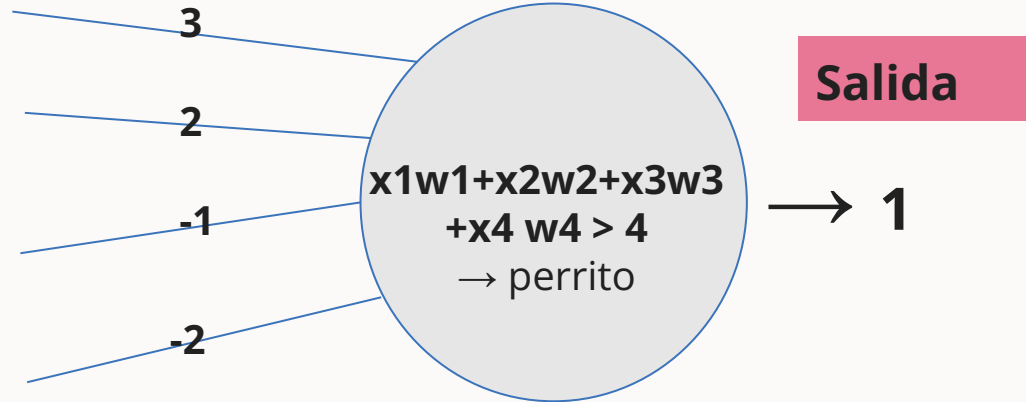 3
2
-1
-2
x1w1+x2w2+x3w3
+x4 w4 > 4
→ perrito
Salida
→ 1